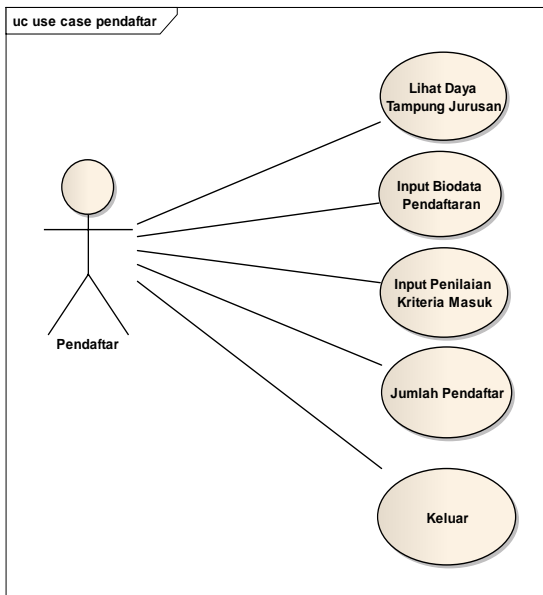 uc use case pendaftar
Lihat Daya
Tampung Jurusan
Input Biodata
Pendaftaran
Input Penilaian
Kriteria Masuk
Pendaftar
Jumlah Pendaftar
Keluar